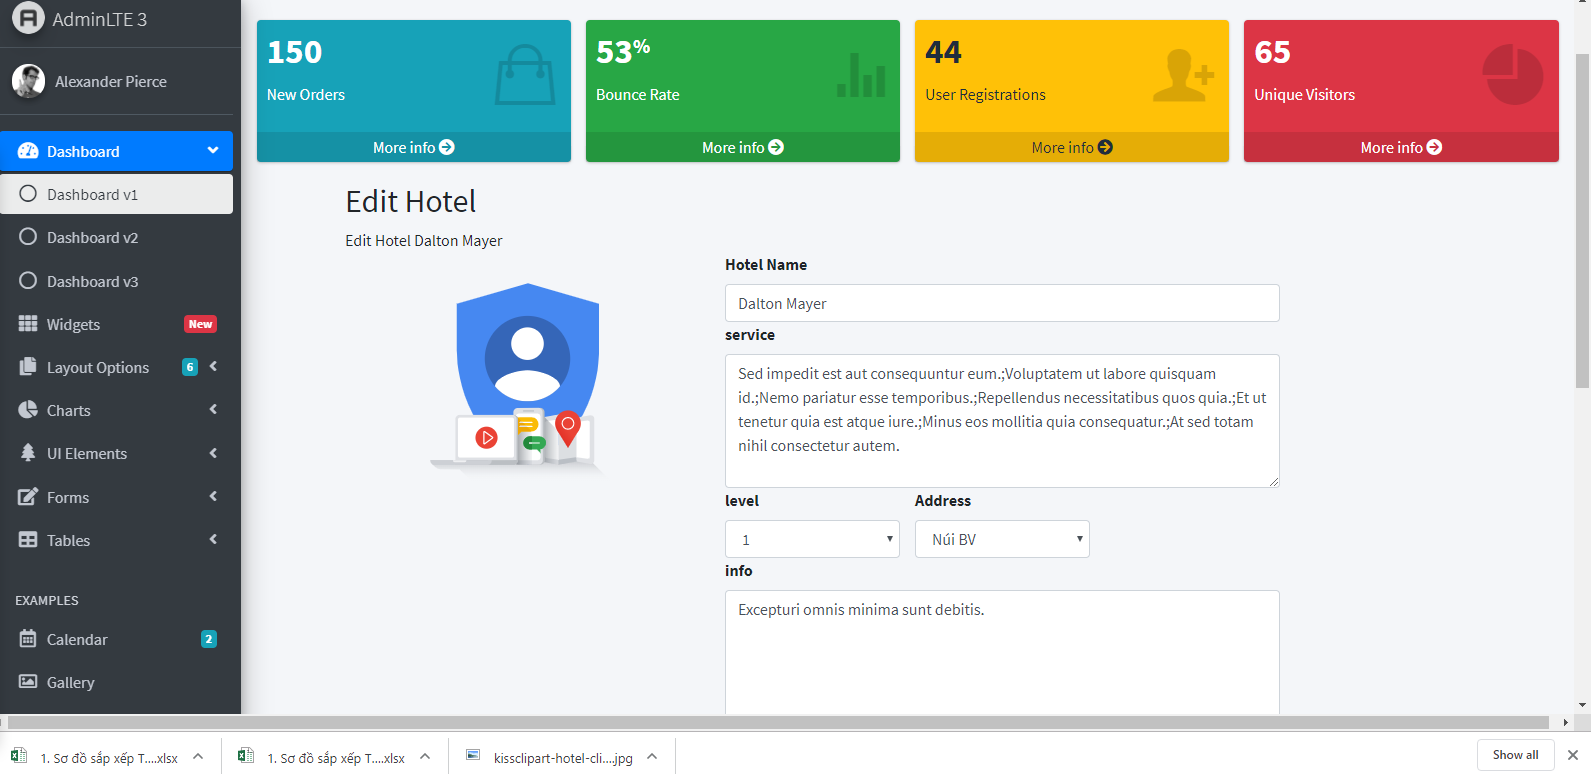 AdminLTE 3
Alexander Pierce
Dashboard
Dashboard v1
Dashboard v2
Dashboard v3
Widgets New
Layout Options 6
Charts
UI Elements
Forms
Tables
EXAMPLES
Calendar 2
Gallery
150
New Orders
More info
53%
Bounce Rate
More info
44
User Registrations
More info
65
Unique Visitors
More info
Edit Hotel
Edit Hotel Dalton Mayer
Hotel Name
Dalton Mayer
service
Sed impedit est aut consequuntur eum.;Voluptatem ut labore quisquam
id.;Nemo pariatur esse temporibus.;Repellendus necessitatibus quos quia.;Et ut
tenetur quia est atque iure.;Minus eos mollitia quia consequatur.;At sed totam
nihil consectetur autem.
level
1
Address
Núi BV
info
Excepturi omnis minima sunt debitis.
1. Sơ đồ sắp xếp T....xlsx
1. Sơ đồ sắp xếp T....xlsx
kissclipart-hotel-cli....jpg
Show all